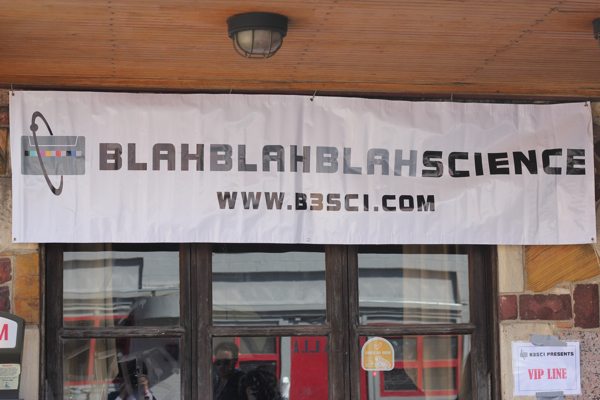 BLAHBLAHBLAHSCIENCE
WWW.B3SCI.COM
B3SCI PRESENTS
VIP LINE